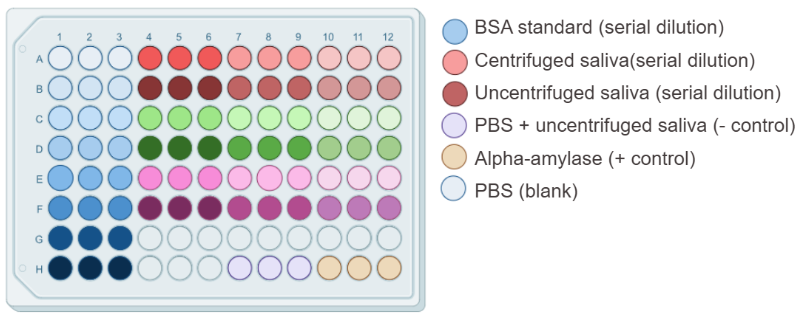 1 2 3 4 5 6 7 8 9 10 11 12
A
B
C
D
E
F
G
H
BSA standard (serial dilution)
Centrifuged saliva(serial dilution)
Uncentrifuged saliva (serial dilution)
PBS + uncentrifuged saliva (- control)
Alpha-amylase (+ control)
PBS (blank)